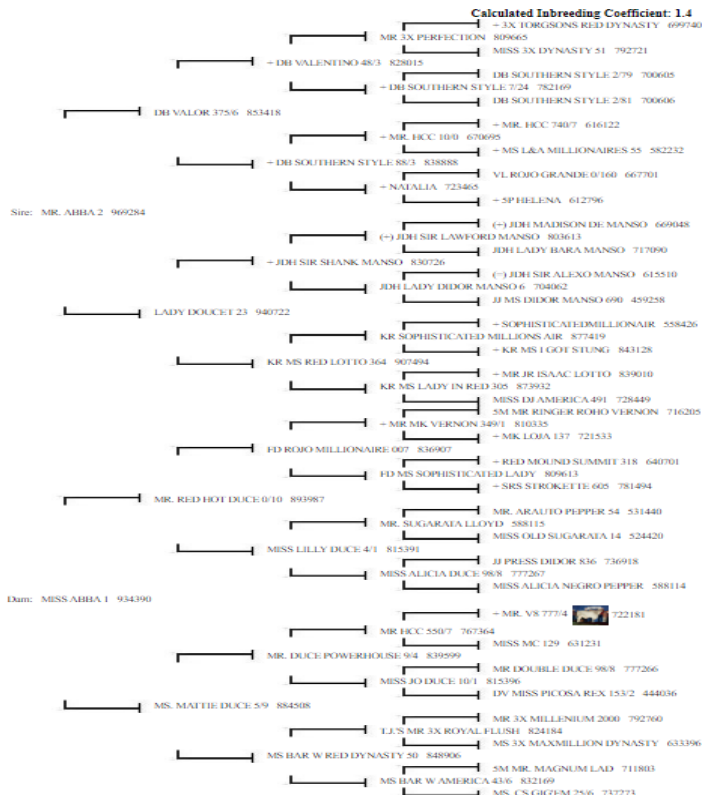 Calculated Inbreeding Coefficient: 1.4
+ 3X TORGSONS RED DYNASTY 699740
MR 3X PERFECTION 809665
MISS 3X DYNASTY 51 792721
+ DB VALENTINO 48/3 828015
DB SOUTHERN STYLE 2/79 700605
+ DB SOUTHERN STYLE 7/24 782169
DB SOUTHERN STYLE 2/81 700606
DB VALOR 375/6 853418
+ MR. HCC 740/7 616122
+ MR. HCC 10/0 670695
+ MS L&A MILLIONAIRES 55 582232
+ DB SOUTHERN STYLE 88/3 838888
VL ROJO GRANDE 0/160 667701
+ NATALIA 723465
+ 5P HELENA 612796
Sire: MR. ABBA 2 969284
(+) JDH MADISON DE MANSO 669048
(+) JDH SIR LAWFORD MANSO 803613
JDH LADY BARA MANSO 717090
+ JDH SIR SHANK MANSO 830726
(+) JDH SIR ALEXO MANSO 615510
JDH LADY DIDOR MANSO 6 704062
JJ MS DIDOR MANSO 690 459258
LADY DOUCET 23 940722
+ SOPHISTICATEDMILLIONAIR 558426
KR SOPHISTICATED MILLIONS AIR 877419
+ KR MS I GOT STUNG 843128
KR MS RED LOTTO 364 907494
+ MR JR ISAAC LOTTO 839010
KR MS LADY IN RED 305 873932
MISS DJ AMERICA 491 728449
5M MR RINGER ROHO VERNON 716205
+ MR MK VERNON 349/1 810335
+ MK LOJA 137 721533
FD ROJO MILLIONAIRE 007 836907
+ RED MOUND SUMMIT 318 640701
FD MS SOPHISTICATED LADY 809613
+ SRS STROKETTE 605 781494
MR. RED HOT DUCE 0/10 893987
MR. ARAUTO PEPPER 54 531440
MR. SUGARATA LLOYD 588115
MISS OLD SUGARATA 14 524420
MISS LILLY DUCE 4/1 815391
JJ PRESS DIDOR 836 736918
MISS ALICIA DUCE 98/8 777267
MISS ALICIA NEGRO PEPPER 588114
Dam: MISS ABBA 1 934390
+ MR. V8 777/4 722181
MR HCC 550/7 767364
MISS MC 129 631231
MR. DUCE POWERHOUSE 9/4 839599
MR DOUBLE DUCE 98/8 777266
MISS JO DUCE 10/1 815396
DV MISS PICOSA REX 153/2 444036
MS. MATTIE DUCE 5/9 884508
MR 3X MILLENIUM 2000 792760
T.J.'S MR 3X ROYAL FLUSH 824184
MS 3X MAXMILLION DYNASTY 633396
MS BAR W RED DYNASTY 50 848906
5M MR. MAGNUM LAD 711803
MS BAR W AMERICA 43/6 832169
MS. CS GIG'EM 25/6 737773